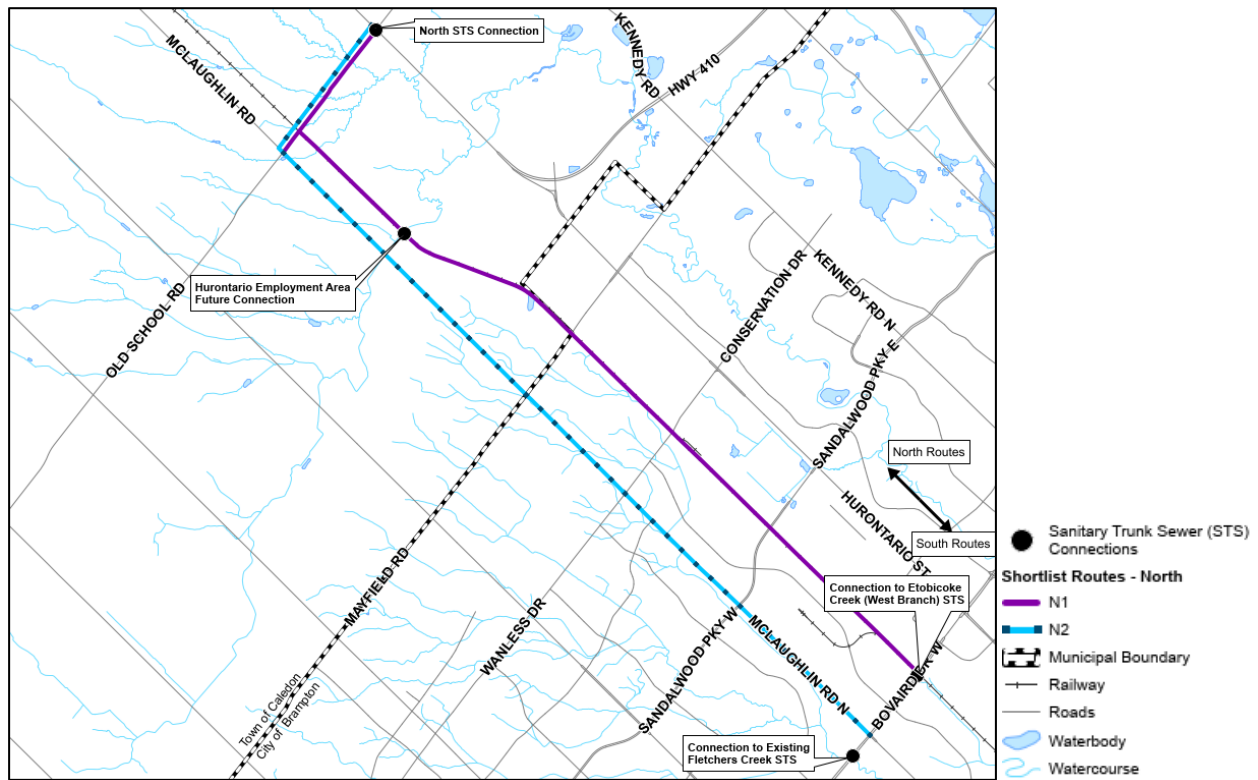 North STS Connection
MCLAUGHLIN RD
KENNEDY RD
HWY 410
Hurontario Employment Area
Future Connection
OLD SCHOOL RD
CONSERVATION DR
KENNEDY RD N
SANDALWOOD PKY E
North Routes
South Routes
HURONTARIO ST
MAYFIELD RD
WANLESS DR
Connection to Etobicoke
Creek (West Branch) STS
SANDALWOOD PKY W
MCLAUGHLIN RD N
BOVAIRD DR W
Town of Caledon
City of Brampton
Connection to Existing
Fletchers Creek STS
Sanitary Trunk Sewer (STS)
Connections
Shortlist Routes - North
N1
N2
Municipal Boundary
Railway
Roads
Waterbody
Watercourse